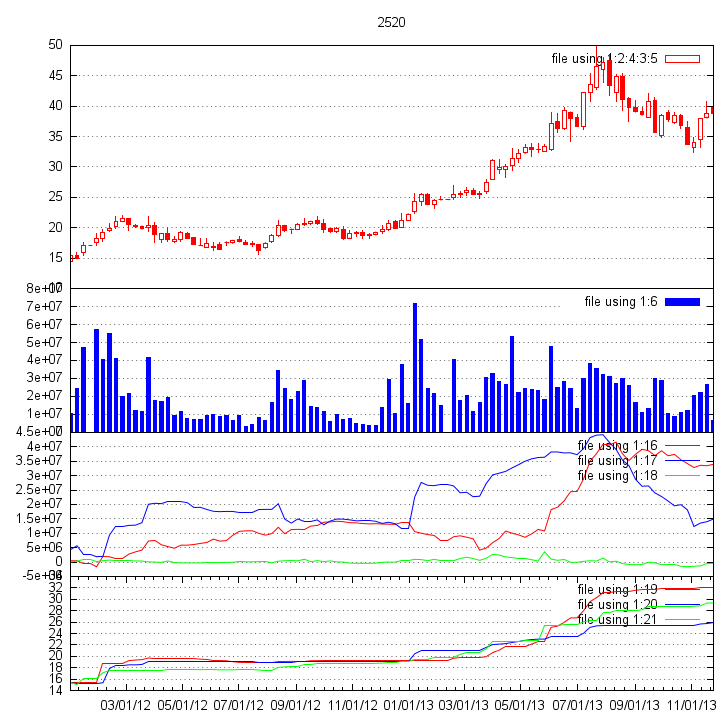 2520
50
file using 1:2:4:3:5
45
40
35
30
25
20
15
8e+07
file using 1:6
7e+07
6e+07
5e+07
4e+07
3e+07
2e+07
1e+07
4.5e+07
file using 1:16
4e+07
file using 1:17
3.5e+07
file using 1:18
3e+07
2.5e+07
2e+07
1.5e+07
1e+07
5e+06
0
-5e+06
file using 1:19
32
file using 1:20
30
file using 1:21
28
26
24
22
20
18
16
14
03/01/12 05/01/12 07/01/12 09/01/12 11/01/12 01/01/13 03/01/13 05/01/13 07/01/13 09/01/13 11/01/13